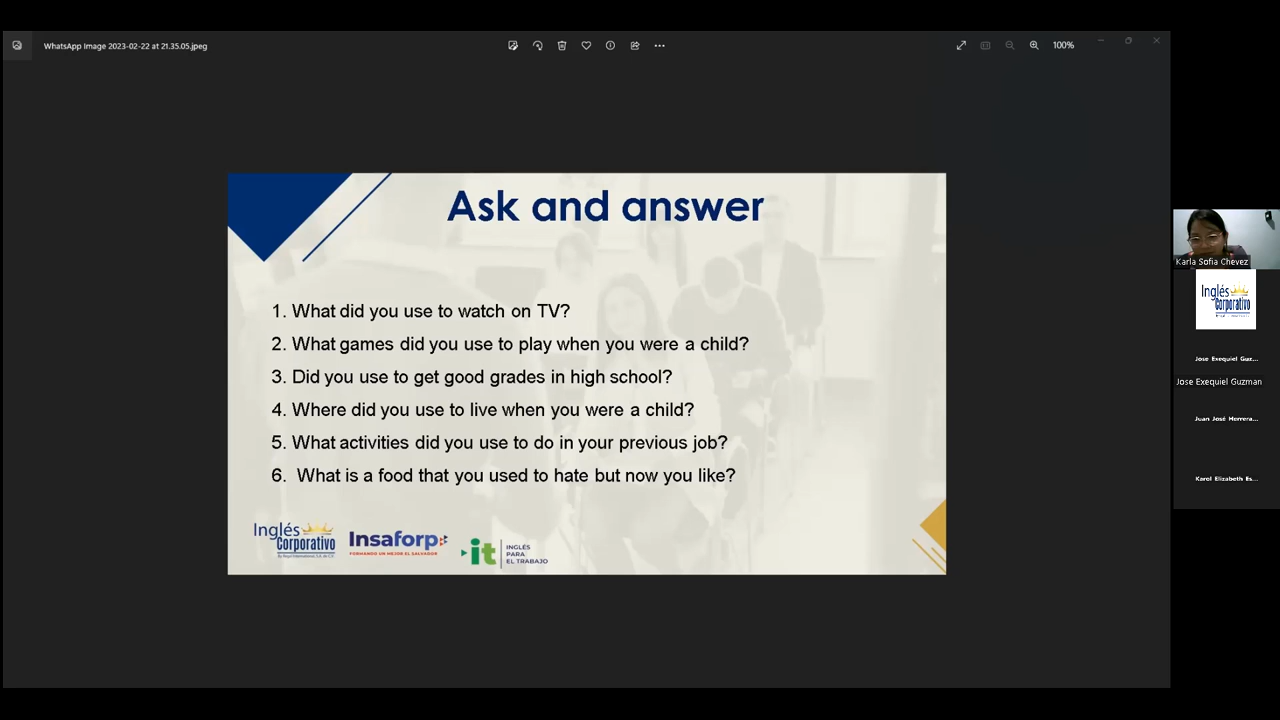 WhatsApp Image 2023-02-22 at 21.35.05.jpeg
100%
Ask and answer
1. What did you use to watch on TV?
2. What games did you use to play when you were a child?
3. Did you use to get good grades in high school?
4. Where did you use to live when you were a child?
5. What activities did you use to do in your previous job?
6. What is a food that you used to hate but now you like?
Inglés
Corporativo
Insaforp
FORMANDO UN MEJOR EL SALVADOR
it
INGLÉS
PARA
EL TRABAJO
Karla Sofia Chevez
Inglés
Corporativo
Jose Exequiel Guz...
Jose Exequiel Guzman
Juan José Herrera...
Karol Elizabeth Es...